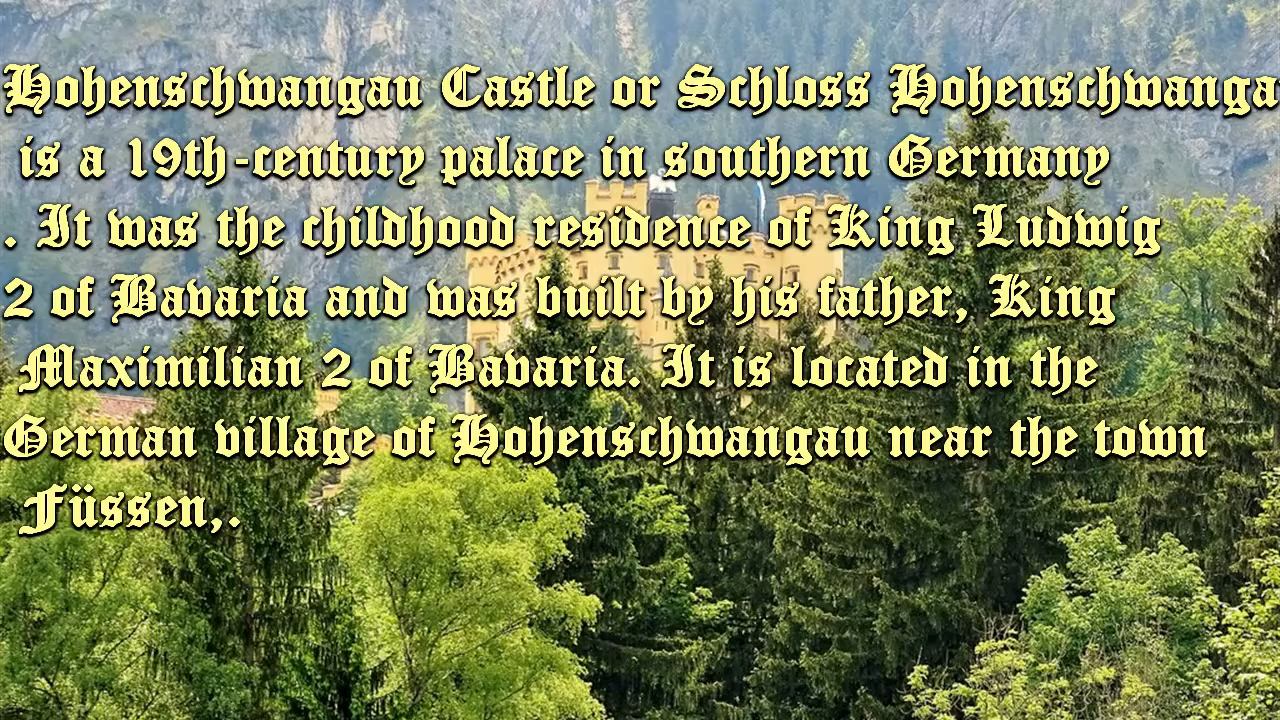 Hohenschwangau Castle or Schloss Hohenschwanga
is a 19th-century palace in southern Germany
. It was the childhood residence of King Ludwig
2 of Bavaria and was built by his father, King
Maximilian 2 of Bavaria. It is located in the
German village of Hohenschwangau near the town
Füssen,.